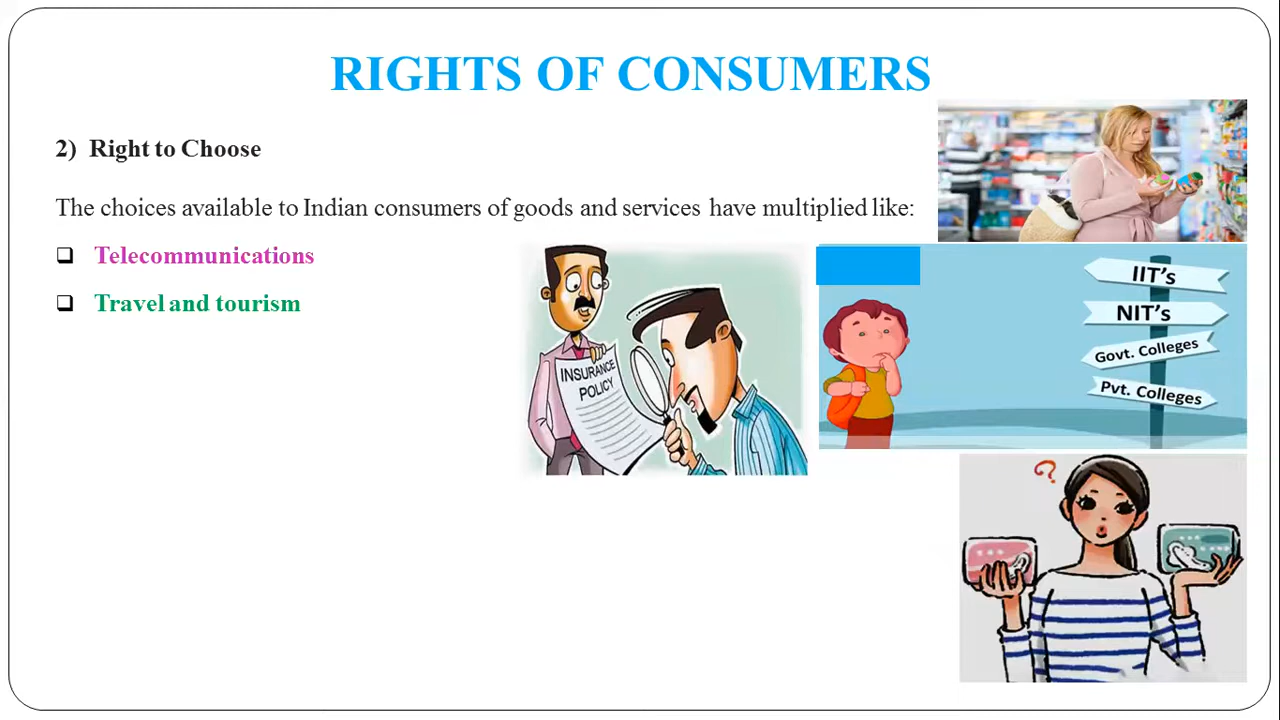 RIGHTS OF CONSUMERS
2) Right to Choose
The choices available to Indian consumers of goods and services have multiplied like:
Telecommunications
Travel and tourism
INSURANCE
POLICY
IIT's
NIT's
Govt. Colleges
Pvt. Colleges
?